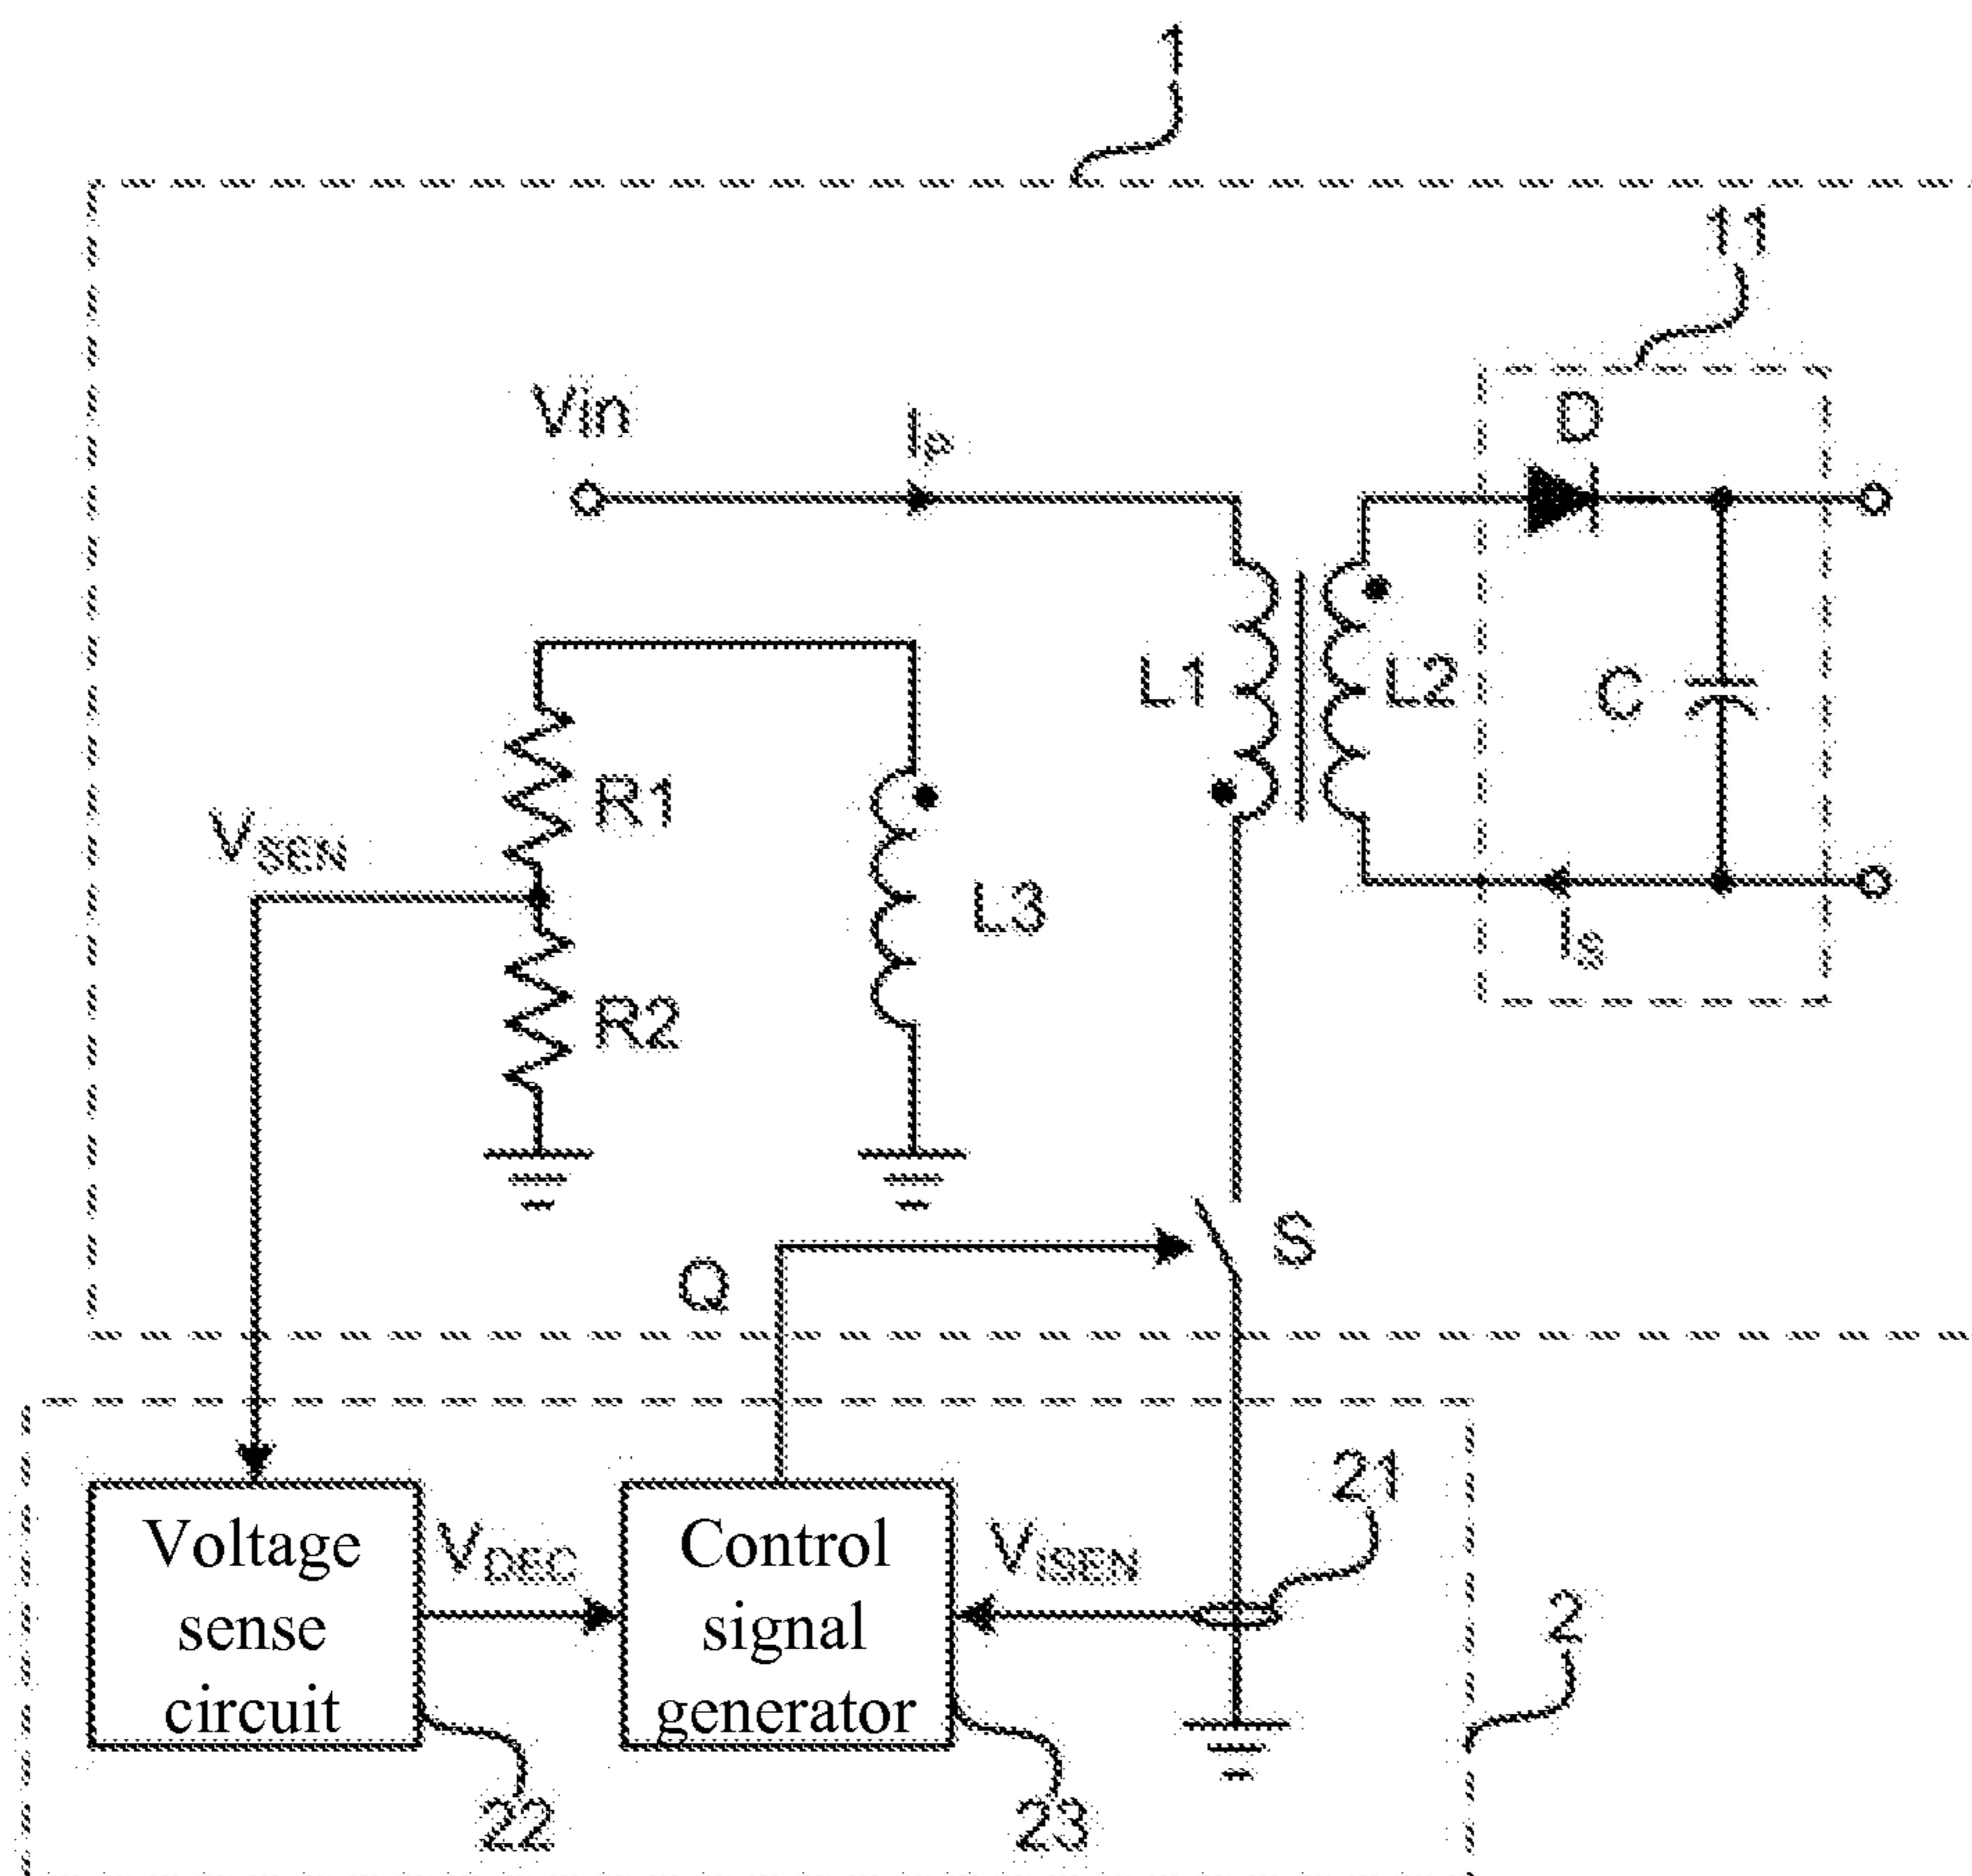 1
11
Vin
Ip
D
L1
L2
C
R1
VSEN
L3
IS
R2
S
Q
21
Voltage
sense
circuit
VDEC
Control
signal
generator
VISEN
2
22
23